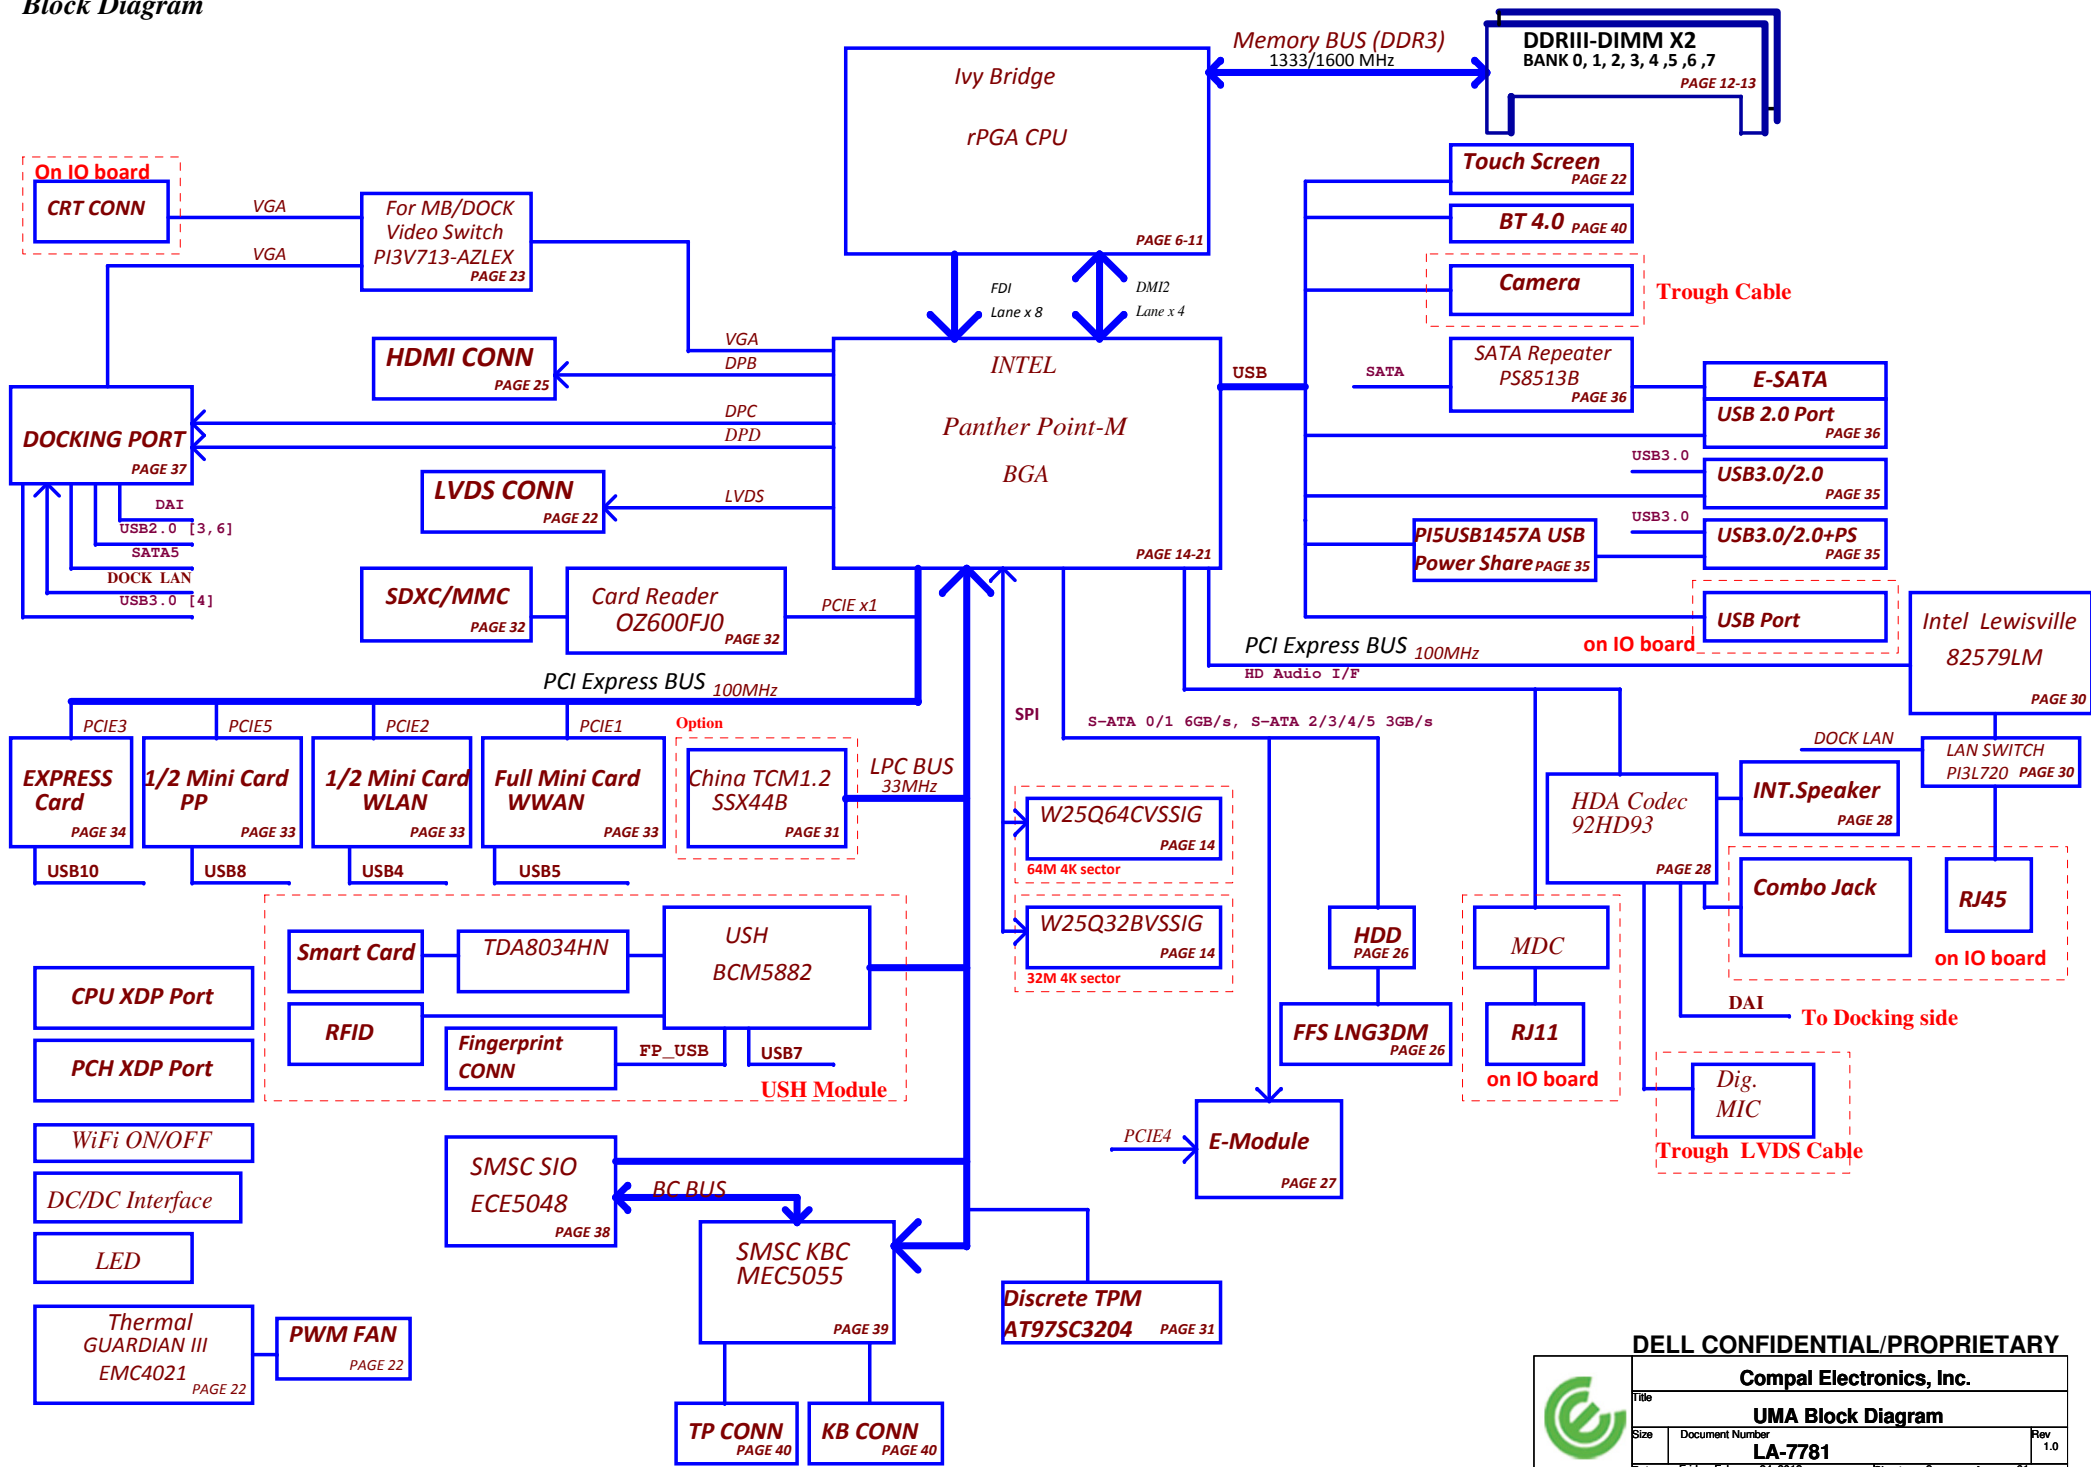 Block Diagram
Memory BUS (DDR3)
1333/1600 MHz
DDRIII-DIMM X2
BANK 0, 1, 2, 3, 4 ,5 ,6 ,7
PAGE 12-13
Ivy Bridge
rPGA CPU
PAGE 6-11
FDI
Lane x 8
DMI2
Lane x 4
On IO board
CRT CONN
VGA
VGA
For MB/DOCK
Video Switch
PI3V713-AZLEX
PAGE 23
Touch Screen
PAGE 22
BT 4.0 PAGE 40
Camera
Trough Cable
HDMI CONN
PAGE 25
VGA
DPB
DPC
DPD
LVDS
INTEL
Panther Point-M
BGA
PAGE 14-21
USB
SATA
SATA Repeater
PS8513B
PAGE 36
E-SATA
USB 2.0 Port
PAGE 36
USB3.0
USB3.0/2.0
PAGE 35
USB3.0
USB3.0/2.0+PS
PAGE 35
PI5USB1457A USB
Power Share PAGE 35
USB Port
on IO board
DOCKING PORT
PAGE 37
DAI
USB2.0 [3,6]
SATA5
DOCK LAN
USB3.0 [4]
LVDS CONN
PAGE 22
SDXC/MMC
PAGE 32
Card Reader
OZ600FJ0
PAGE 32
PCIE x1
PCI Express BUS 100MHz
PCI Express BUS 100MHz
HD Audio I/F
Intel Lewisville
82579LM
PAGE 30
DOCK LAN
LAN SWITCH
PI3L720 PAGE 30
PCIE3
PCIE5
PCIE2
PCIE1
EXPRESS
Card
PAGE 34
1/2 Mini Card
PP
PAGE 33
1/2 Mini Card
WLAN
PAGE 33
Full Mini Card
WWAN
PAGE 33
USB10
USB8
USB4
USB5
Option
China TCM1.2
SSX44B
PAGE 31
LPC BUS
33MHz
SPI
S-ATA 0/1 6GB/s, S-ATA 2/3/4/5 3GB/s
W25Q64CVSSIG
PAGE 14
64M 4K sector
W25Q32BVSSIG
PAGE 14
32M 4K sector
HDA Codec
92HD93
PAGE 28
INT.Speaker
PAGE 28
Combo Jack
RJ45
on IO board
DAI
To Docking side
Dig.
MIC
Trough LVDS Cable
HDD
PAGE 26
FFS LNG3DM
PAGE 26
MDC
RJ11
on IO board
Smart Card
TDA8034HN
USH
BCM5882
RFID
Fingerprint
CONN
FP_USB
USB7
USH Module
CPU XDP Port
PCH XDP Port
WiFi ON/OFF
DC/DC Interface
LED
Thermal
GUARDIAN III
EMC4021
PAGE 22
PWM FAN
PAGE 22
SMSC SIO
ECE5048
PAGE 38
BC BUS
SMSC KBC
MEC5055
PAGE 39
TP CONN
PAGE 40
KB CONN
PAGE 40
PCIE4
E-Module
PAGE 27
Discrete TPM
AT97SC3204 PAGE 31
DELL CONFIDENTIAL/PROPRIETARY
Compal Electronics, Inc.
Title
UMA Block Diagram
Size
Document Number
LA-7781
Rev
1.0